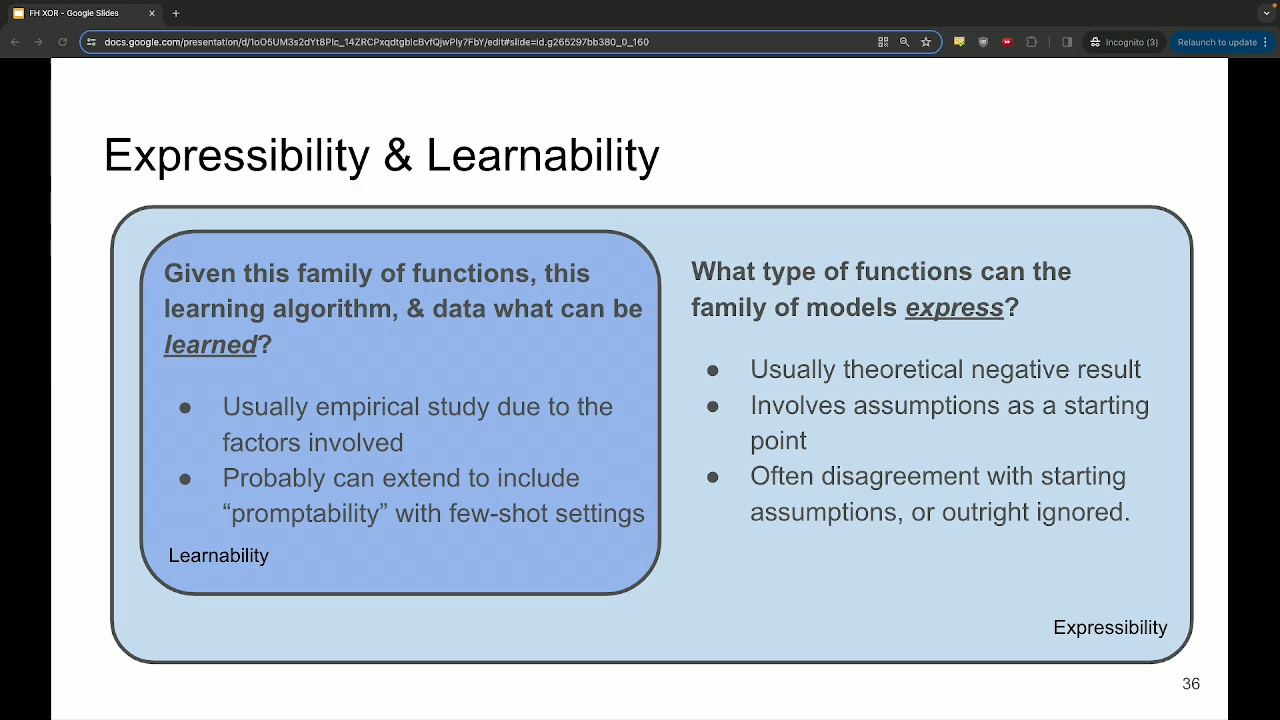 FH XOR - Google Slides
docs.google.com/presentation/d/1oO5UM3s2dYt8Plc_14ZRCPxqdtgblcBvfQjwPly7FbY/edit#slide=id.g265297bb380_0_160
Incognito (3)
Relaunch to update
Expressibility & Learnability
Given this family of functions, this
learning algorithm, & data what can be
learned?
● Usually empirical study due to the
factors involved
● Probably can extend to include
“promptability” with few-shot settings
Learnability
What type of functions can the
family of models express?
● Usually theoretical negative result
● Involves assumptions as a starting
point
● Often disagreement with starting
assumptions, or outright ignored.
Expressibility
36